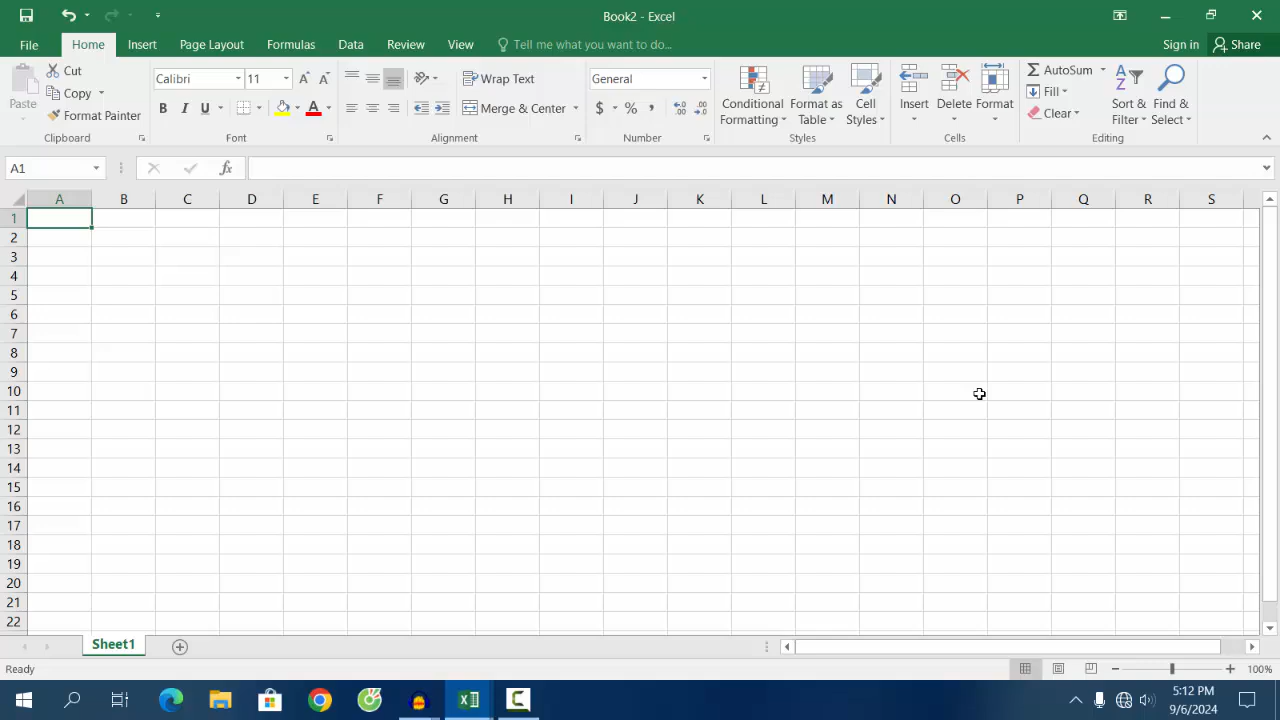 Book2 - Excel
File Home Insert Page Layout Formulas Data Review View Tell me what you want to do... Sign in Share
Paste Cut Copy Format Painter
Calibri 11
B I U A
Wrap Text
Merge & Center
General
$ % ,
Conditional Formatting
Format as Table
Cell Styles
Insert Delete Format
AutoSum
Fill
Clear
Sort & Filter
Find & Select
Clipboard Font Alignment Number Styles Cells Editing
A1 fx
A B C D E F G H I J K L M N O P Q R S
1
2
3
4
5
6
7
8
9
10
11
12
13
14
15
16
17
18
19
20
21
22
Sheet1
Ready 100%
5:12 PM
9/6/2024